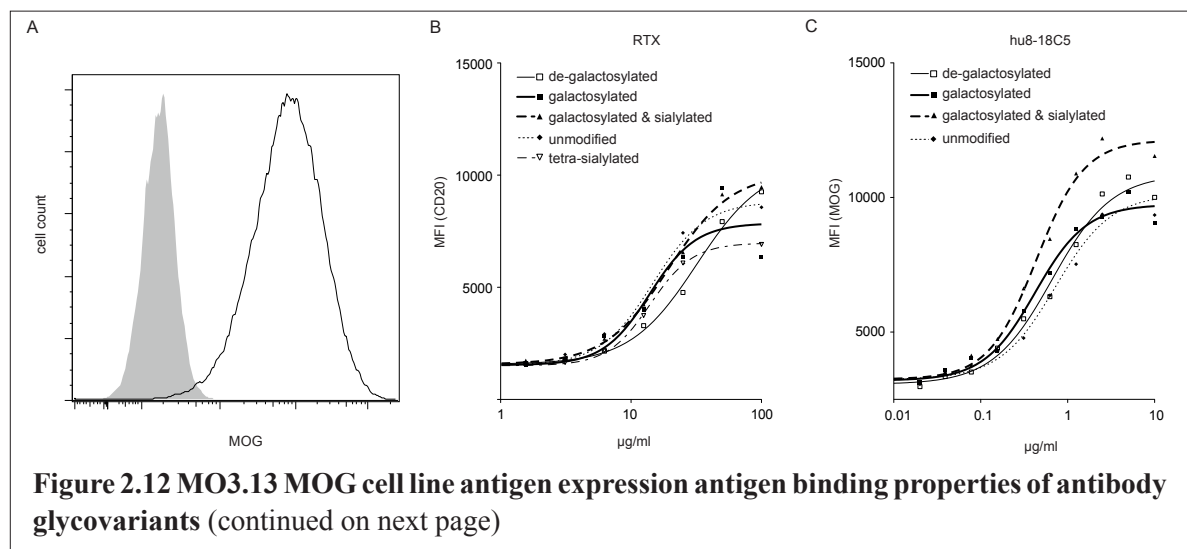 A
cell count
MOG
B
RTX
15000
10000
5000
MFI (CD20)
de-galactosylated
galactosylated
galactosylated & sialylated
unmodified
tetra-sialylated
1
10
100
µg/ml
C
hu8-18C5
15000
10000
5000
MFI (MOG)
de-galactosylated
galactosylated
galactosylated & sialylated
unmodified
0.01
0.1
1
10
µg/ml
Figure 2.12 MO3.13 MOG cell line antigen expression antigen binding properties of antibody
glycovariants (continued on next page)